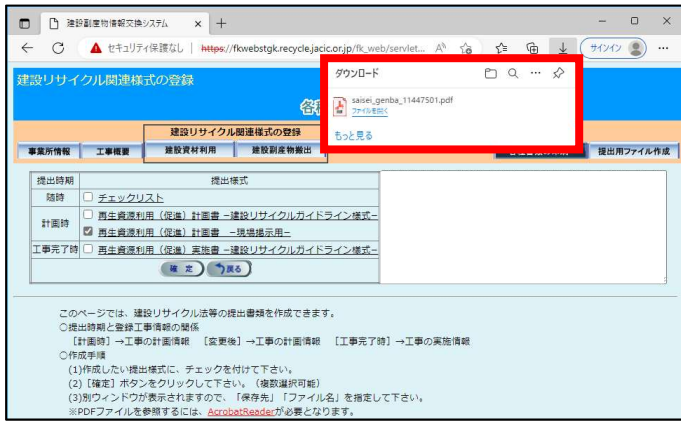 建設副産物情報交換システム
セキュリティ保護なし | https://fkwebstgk.recycle.jacic.or.jp/fk_web/servlet...
サインイン
建設リサイクル関連様式の登録
ダウンロード
saisei_genba_11447501.pdf
ファイルを開く
もっと見る
建設リサイクル関連様式の登録
事業所情報 工事概要 建設資材利用 建設副産物搬出 提出用ファイル作成
提出時期 提出様式
随時 チェックリスト
計画時 再生資源利用（促進）計画書 －建設リサイクルガイドライン様式－
再生資源利用（促進）計画書 －現場掲示用－
工事完了時 再生資源利用（促進）実施書 －建設リサイクルガイドライン様式－
確定 戻る
このページでは、建設リサイクル法等の提出書類を作成できます。
○提出時期と登録工事情報の関係
［計画時］→工事の計画情報 ［変更後］→工事の計画情報 ［工事完了時］→工事の実施情報
○作成手順
(1)作成したい提出様式に、チェックを付けて下さい。
(2)［確定］ボタンをクリックして下さい。（複数選択可能）
(3)別ウィンドウが表示されますので、「保存先」「ファイル名」を指定して下さい。
※PDFファイルを参照するには、AcrobatReaderが必要となります。